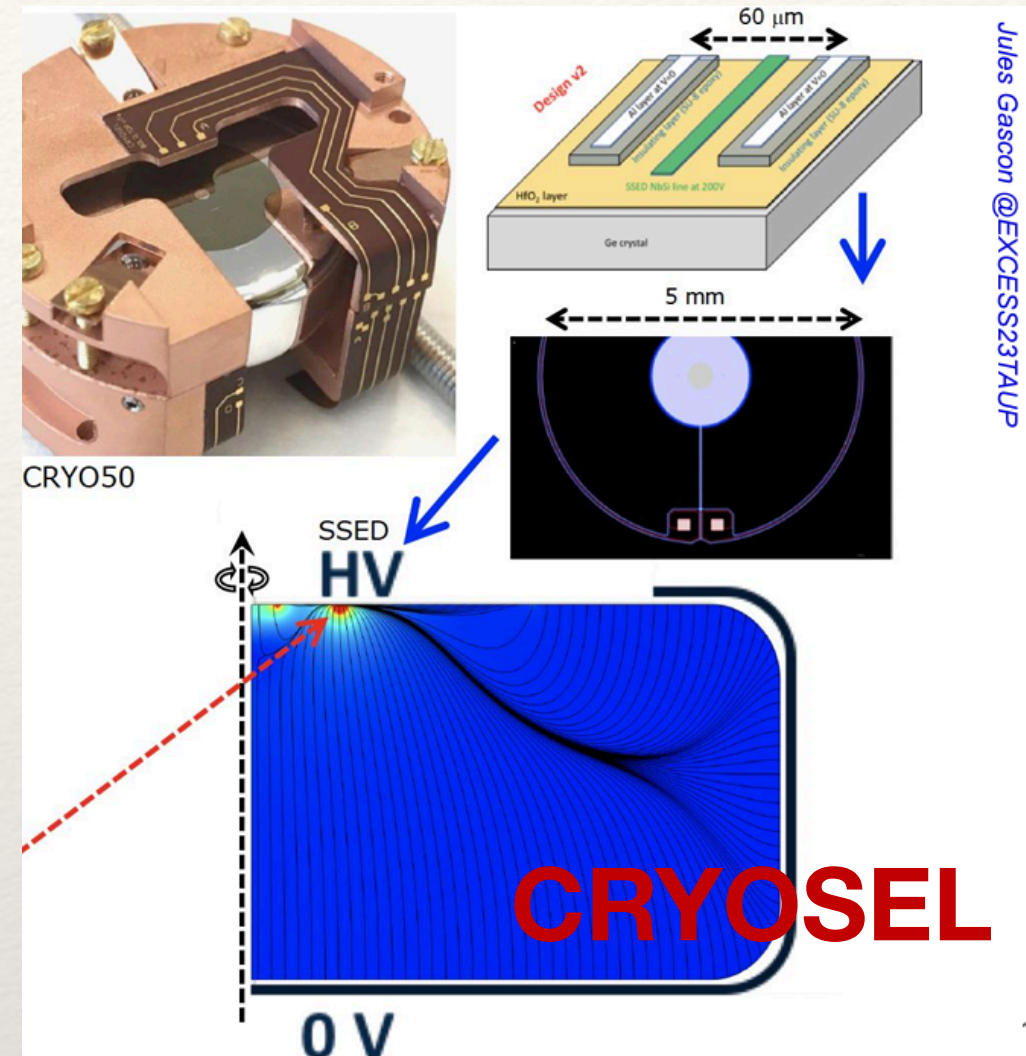 60 μm
Design v2
Al layer at V=0
Insulating layer (SU-8 epoxy)
Al layer at V=0
Insulating layer (SU-8 epoxy)
SSED NbSi line at 200V
HfO₂ layer
Ge crystal
Jules Gascon @EXCESS23TAUP
5 mm
CRYO50
SSED
HV
CRYOSEL
0 V